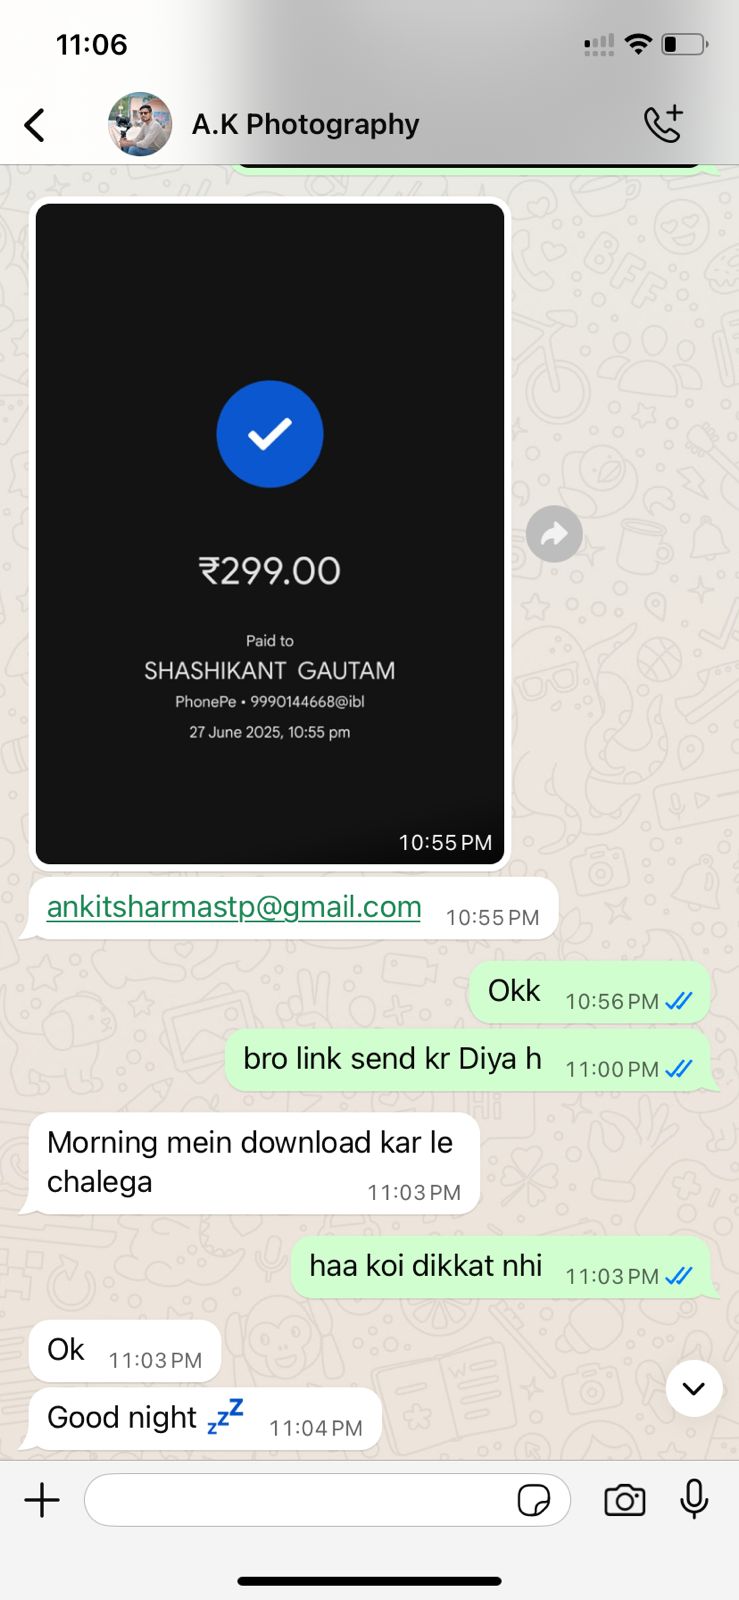 11:06
A.K Photography
₹299.00
Paid to
SHASHIKANT GAUTAM
PhonePe • 9990144668@ibl
27 June 2025, 10:55 pm
10:55 PM
ankitsharmastp@gmail.com 10:55 PM
Okk 10:56 PM
bro link send kr Diya h 11:00 PM
Morning mein download kar le
chalega 11:03 PM
haa koi dikkat nhi 11:03 PM
Ok 11:03 PM
Good night 💤 11:04 PM